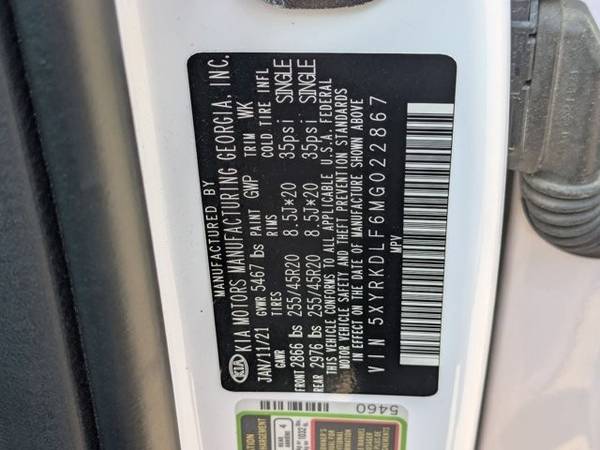 MANUFACTURED BY
KIA KIA MOTORS MANUFACTURING GEORGIA, INC.
JAN/11/21 GVWR 5467 lbs PAINT GWP TRIM WK
GAWR TIRES RIMS COLD TIRE INFL
FRONT 2866 lbs 255/45R20 8.5J*20 35psi SINGLE
REAR 2976 lbs 255/45R20 8.5J*20 35psi SINGLE
THIS VEHICLE CONFORMS TO ALL APPLICABLE U.S.A. FEDERAL
MOTOR VEHICLE SAFETY AND THEFT PREVENTION STANDARDS
IN EFFECT ON THE DATE OF MANUFACTURE SHOWN ABOVE
VIN 5XYRKDLF6MG022867
MPV
5460
REAR
4